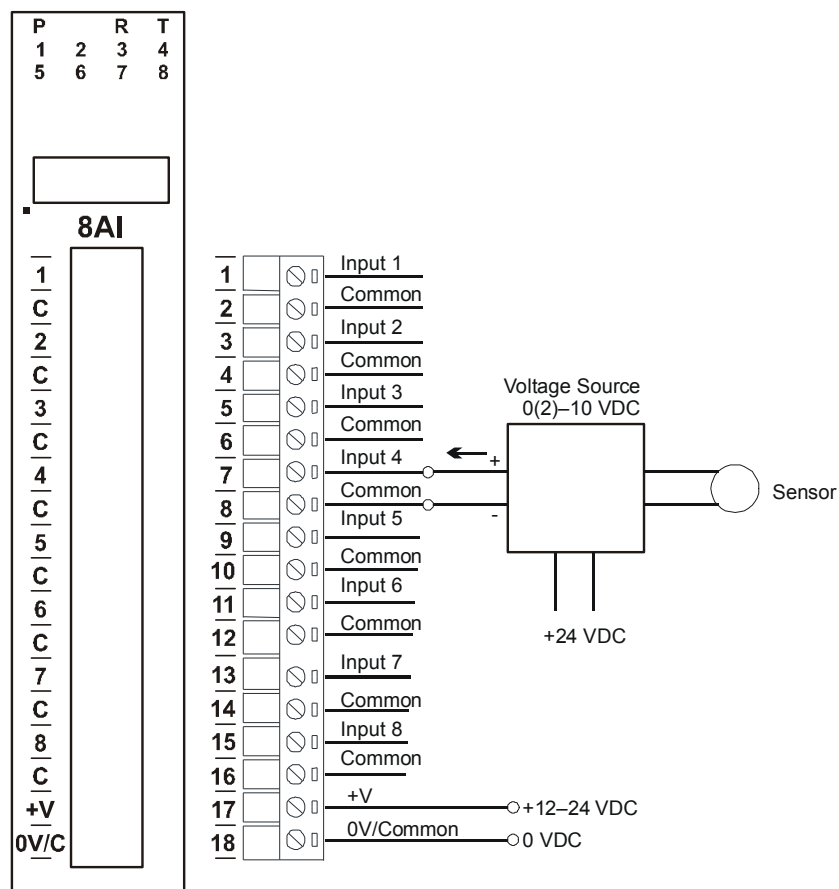 P R T
1 2 3 4
5 6 7 8
8AI
1
C
2
C
3
C
4
C
5
C
6
C
7
C
8
C
+V
0V/C
1 Input 1
2 Common
3 Input 2
4 Common
5 Input 3
6 Common
7 Input 4
8 Common
9 Input 5
10 Common
11 Input 6
12 Common
13 Input 7
14 Common
15 Input 8
16 Common
17 +V +12–24 VDC
18 0V/Common 0 VDC
Voltage Source
0(2)–10 VDC
+
-
Sensor
+24 VDC